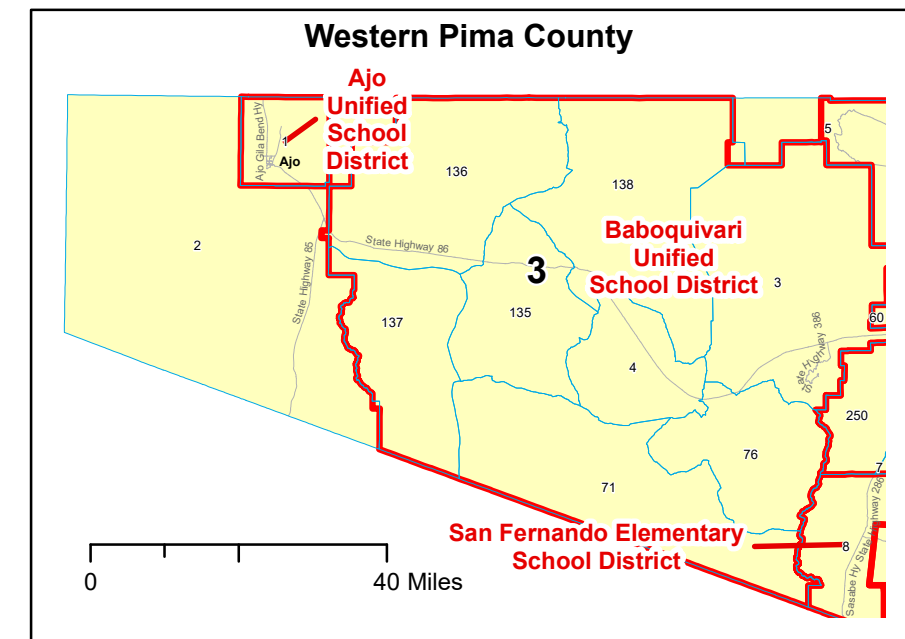 Western Pima County
Ajo
Unified
School
District
Ajo Gila Bend Hy
1
Ajo
5
136
138
2
State Highway 86
Baboquivari
Unified
School District
3
3
State Highway 85
137
135
60
State Highway 386
4
250
76
7
71
San Fernando Elementary
School District
8
Sasabe Hy State Highway 286
0
40 Miles